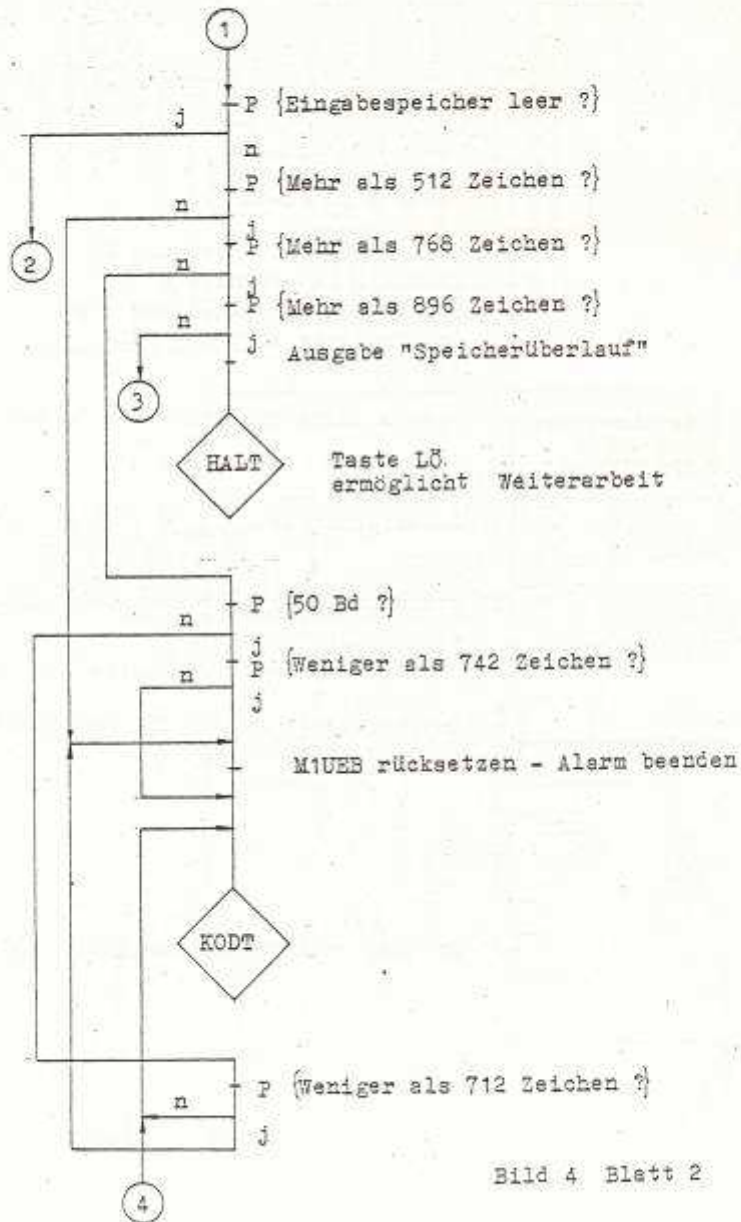 1
P {Eingabespeicher leer ?}
j
n
P {Mehr als 512 Zeichen ?}
n
j
2
P {Mehr als 768 Zeichen ?}
n
j
P {Mehr als 896 Zeichen ?}
n
j Ausgabe "Speicherüberlauf"
3
HALT
Taste LÖ.
ermöglicht Weiterarbeit
P {50 Bd ?}
n
j
P {Weniger als 742 Zeichen ?}
n
j
M1UEB rücksetzen - Alarm beenden
KODT
P {Weniger als 712 Zeichen ?}
n
j
4
Bild 4 Blatt 2